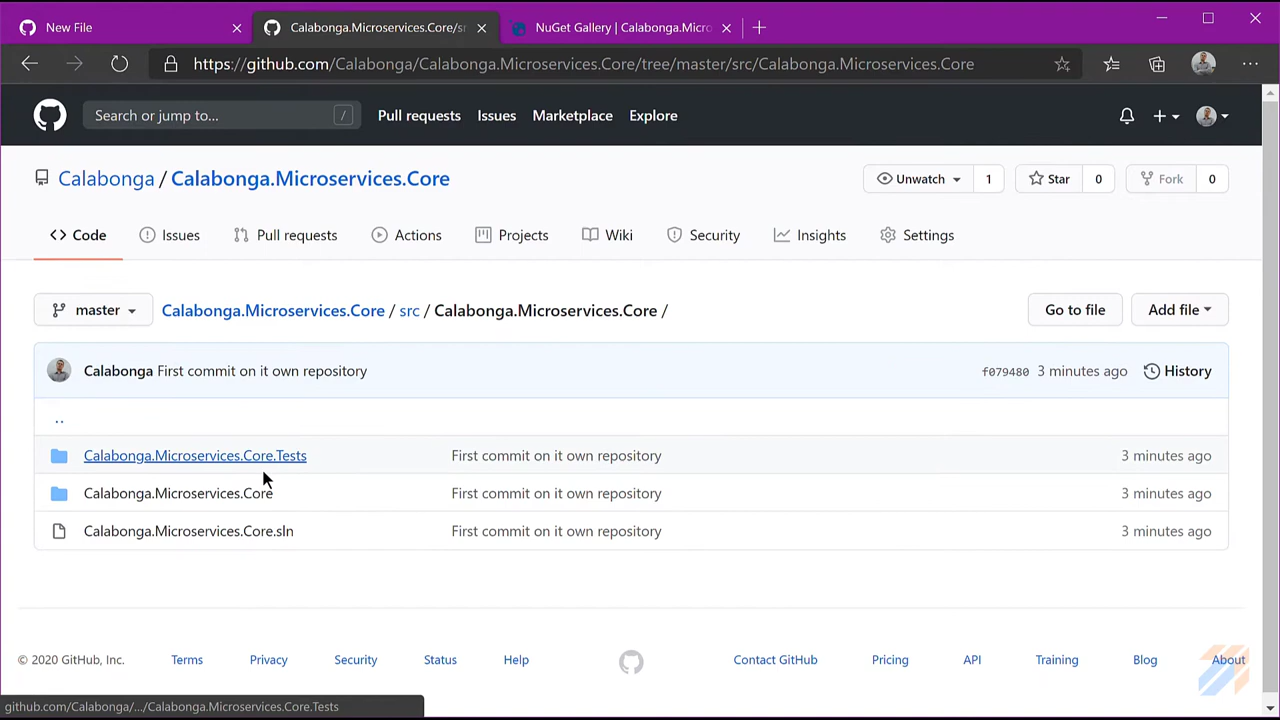 New File
Calabonga.Microservices.Core/sr
NuGet Gallery | Calabonga.Micro
https://github.com/Calabonga/Calabonga.Microservices.Core/tree/master/src/Calabonga.Microservices.Core
Search or jump to... /
Pull requests Issues Marketplace Explore
Calabonga / Calabonga.Microservices.Core
Unwatch 1 Star 0 Fork 0
<> Code Issues Pull requests Actions Projects Wiki Security Insights Settings
master Calabonga.Microservices.Core / src / Calabonga.Microservices.Core / Go to file Add file
Calabonga First commit on it own repository f079480 3 minutes ago History
..
Calabonga.Microservices.Core.Tests First commit on it own repository 3 minutes ago
Calabonga.Microservices.Core First commit on it own repository 3 minutes ago
Calabonga.Microservices.Core.sln First commit on it own repository 3 minutes ago
© 2020 GitHub, Inc. Terms Privacy Security Status Help Contact GitHub Pricing API Training Blog About
github.com/Calabonga/.../Calabonga.Microservices.Core.Tests